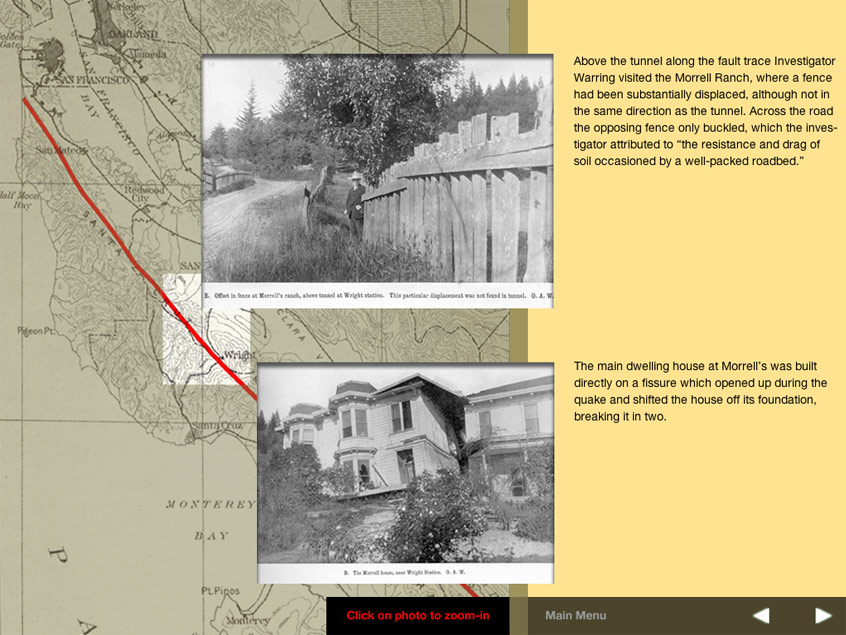 Berkeley
Golden
Gate
OAKLAND
Alameda
SAN FRANCISCO
SAN FRANCISCO
BAY
San Mateo
Redwood
City
Half Moon
Bay
SANTA
SAN
CLARA
Pigeon Pt.
Wright
Santa Cruz
MONTEREY
BAY
Pt. Pinos
Monterey
P
A
Above the tunnel along the fault trace Investigator
Warring visited the Morrell Ranch, where a fence
had been substantially displaced, although not in
the same direction as the tunnel. Across the road
the opposing fence only buckled, which the inves-
tigator attributed to “the resistance and drag of
soil occasioned by a well-packed roadbed.”
B. Offset in fence at Morrell's ranch, above tunnel at Wright station. This particular displacement was not found in tunnel. G. A. W.
The main dwelling house at Morrell’s was built
directly on a fissure which opened up during the
quake and shifted the house off its foundation,
breaking it in two.
B. The Morrell house, near Wright Station. G. A. W.
Click on photo to zoom-in
Main Menu